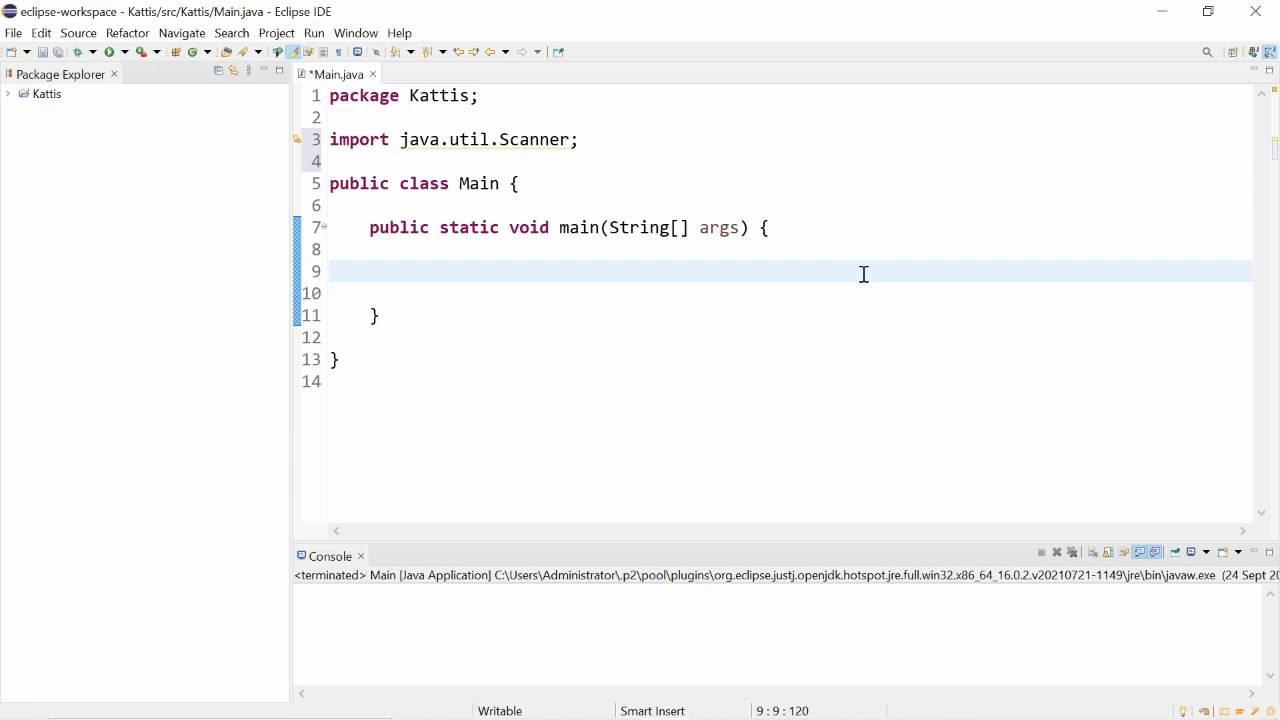 eclipse-workspace - Kattis/src/Kattis/Main.java - Eclipse IDE
File Edit Source Refactor Navigate Search Project Run Window Help
Package Explorer
Kattis
*Main.java
1 package Kattis;
2
3 import java.util.Scanner;
4
5 public class Main {
6
7 public static void main(String[] args) {
8
9
10
11 }
12
13 }
14
Console
<terminated> Main [Java Application] C:\Users\Administrator\.p2\pool\plugins\org.eclipse.justj.openjdk.hotspot.jre.full.win32.x86_64_16.0.2.v20210721-1149\jre\bin\javaw.exe (24 Sept 20
Writable Smart Insert 9 : 9 : 120